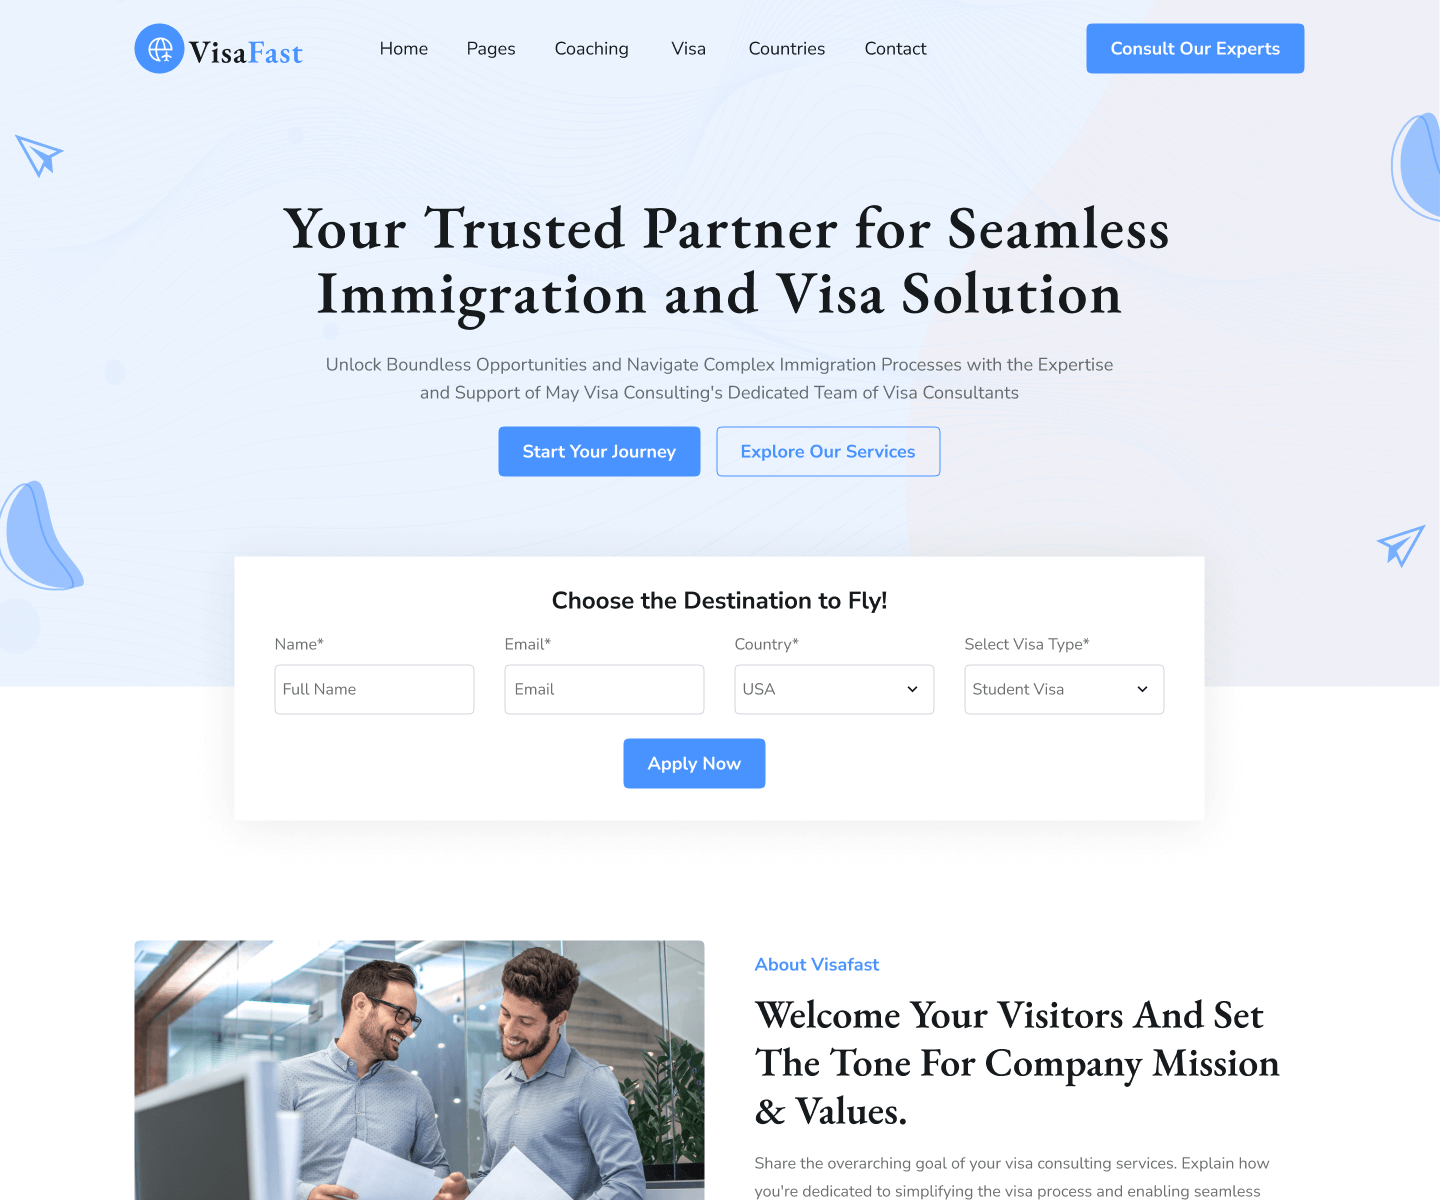 VisaFast
Home Pages Coaching Visa Countries Contact
Consult Our Experts
Your Trusted Partner for Seamless
Immigration and Visa Solution
Unlock Boundless Opportunities and Navigate Complex Immigration Processes with the Expertise
and Support of May Visa Consulting's Dedicated Team of Visa Consultants
Start Your Journey
Explore Our Services
Choose the Destination to Fly!
Name* Email* Country* Select Visa Type*
Full Name Email USA Student Visa
Apply Now
About Visafast
Welcome Your Visitors And Set
The Tone For Company Mission
& Values.
Share the overarching goal of your visa consulting services. Explain how
you're dedicated to simplifying the visa process and enabling seamless